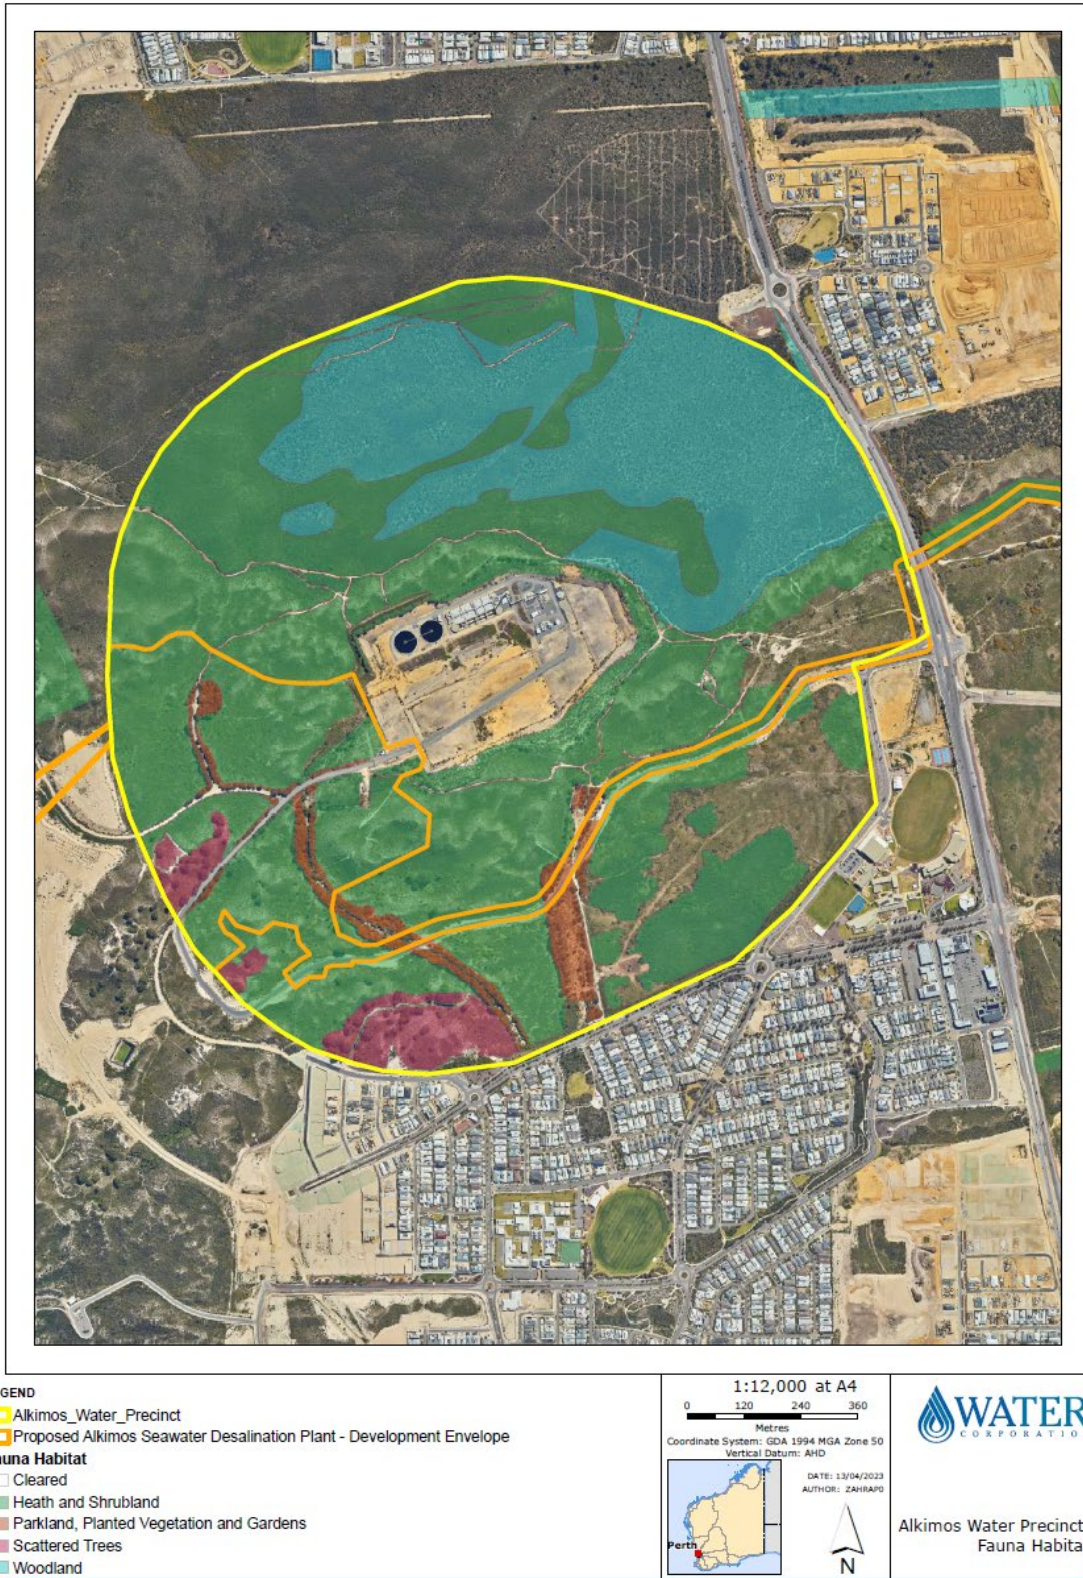 GEND
Alkimos_Water_Precinct
Proposed Alkimos Seawater Desalination Plant - Development Envelope
una Habitat
Cleared
Heath and Shrubland
Parkland, Planted Vegetation and Gardens
Scattered Trees
Woodland
1:12,000 at A4
0 120 240 360
Metres
Coordinate System: GDA 1994 MGA Zone 50
Vertical Datum: AHD
DATE: 13/04/2023
AUTHOR: ZAHRAP0
Perth
N
WATER
CORPORATIO
Alkimos Water Precinct
Fauna Habita